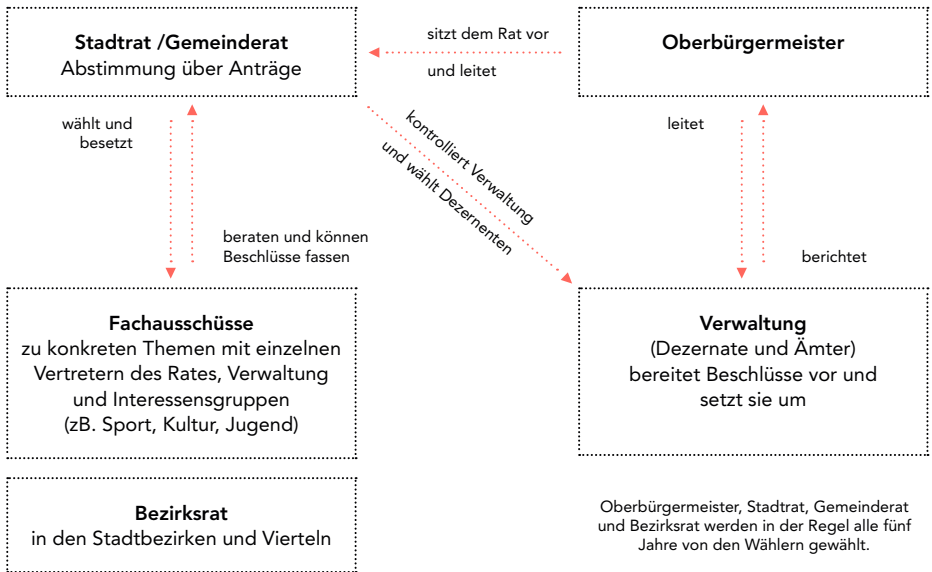 Stadtrat /Gemeinderat
Abstimmung über Anträge
sitzt dem Rat vor
und leitet
Oberbürgermeister
wählt und
besetzt
kontrolliert Verwaltung
und wählt Dezernenten
leitet
beraten und können
Beschlüsse fassen
berichtet
Fachausschüsse
zu konkreten Themen mit einzelnen
Vertretern des Rates, Verwaltung
und Interessensgruppen
(zB. Sport, Kultur, Jugend)
Verwaltung
(Dezernate und Ämter)
bereitet Beschlüsse vor und
setzt sie um
Bezirksrat
in den Stadtbezirken und Vierteln
Oberbürgermeister, Stadtrat, Gemeinderat
und Bezirksrat werden in der Regel alle fünf
Jahre von den Wählern gewählt.